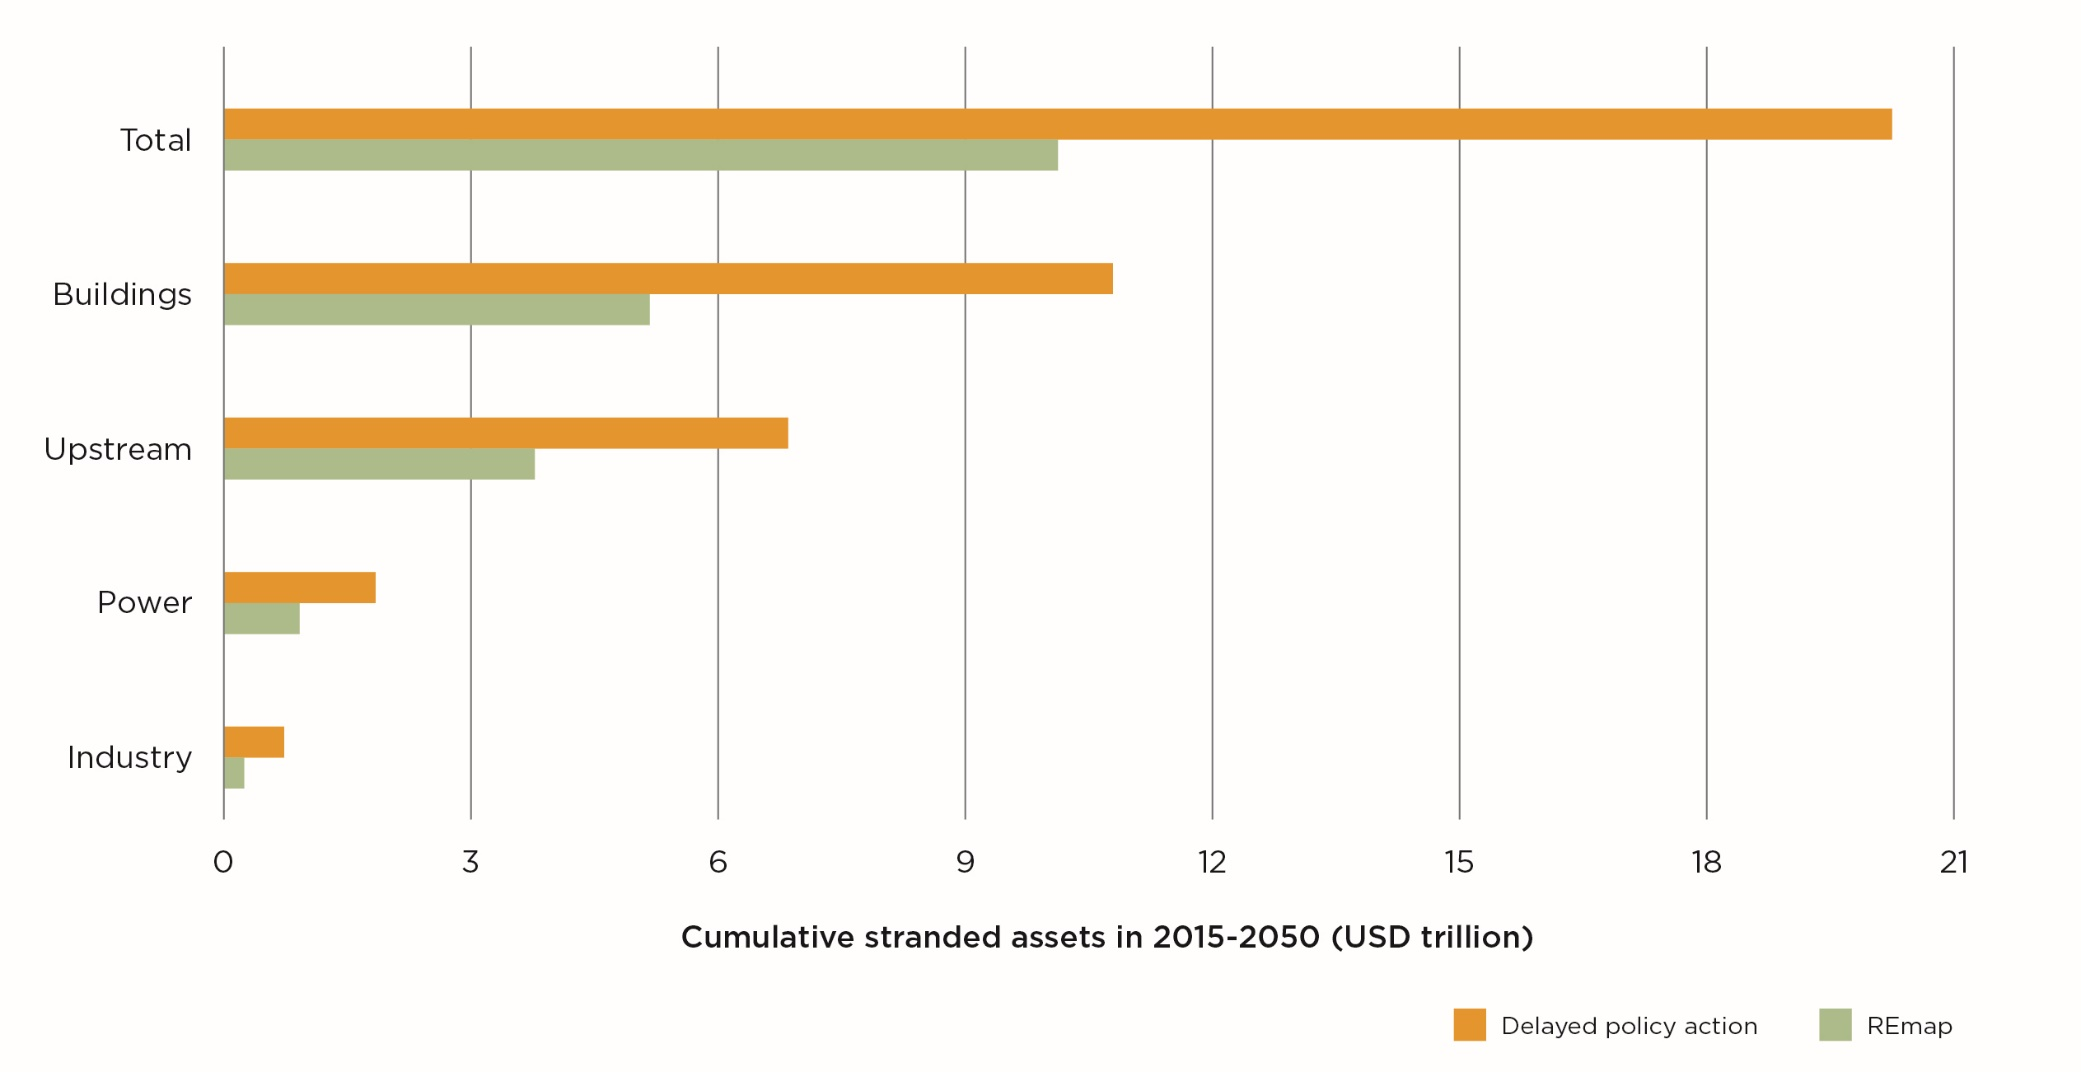 Total
Buildings
Upstream
Power
Industry
0 3 6 9 12 15 18 21
Cumulative stranded assets in 2015-2050 (USD trillion)
Delayed policy action REmap